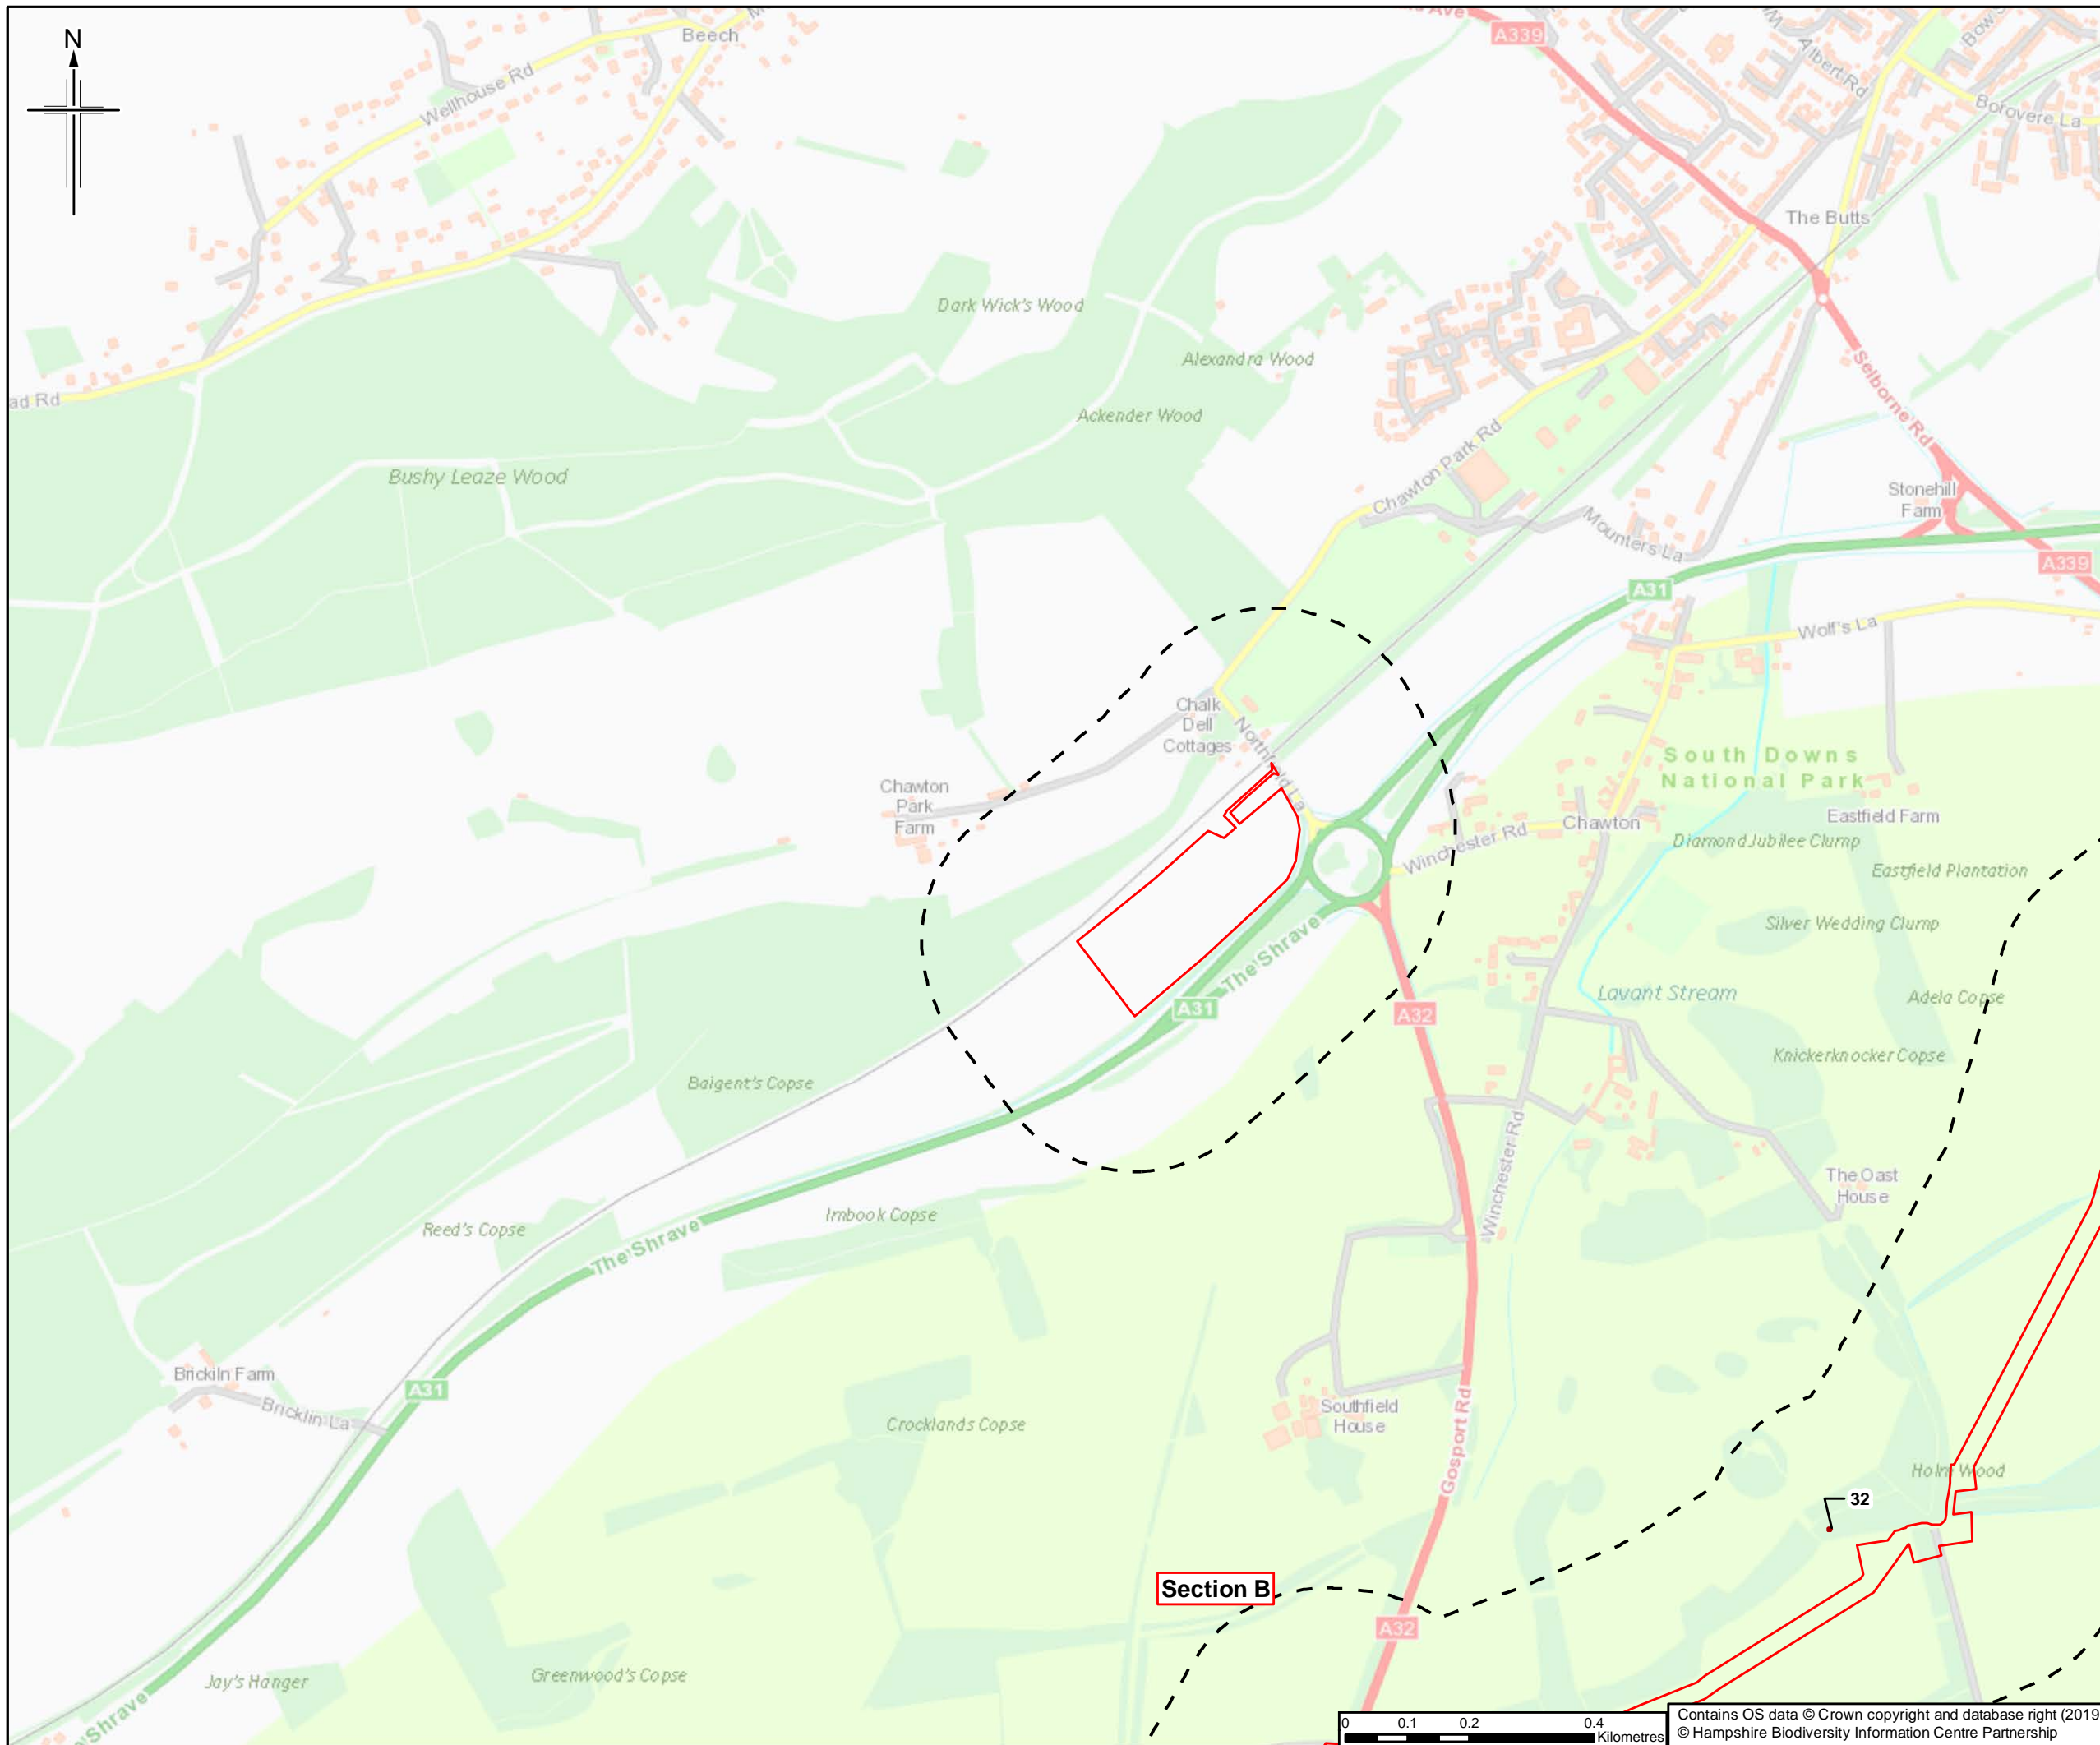 N
Beech
Wellhouse Rd
A339
Albert Rd
Borovere La
The Butts
Dark Wick's Wood
Alexandra Wood
Ackender Wood
ad Rd
Bushy Leaze Wood
Selborne Rd
Chawton Park Rd
Stonehill
Farm
Mounters La
A339
A31
Wolf's La
Chalk
Dell
Cottages
Northfield La
South Downs
National Park
Chawton
Park
Farm
Eastfield Farm
Winchester Rd
Chawton
Diamond Jubilee Clump
Eastfield Plantation
Silver Wedding Clump
The Shrave
Lavant Stream
Adela Copse
A31
A32
Knickerknocker Copse
Baigent's Copse
Winchester Rd
The Oast
House
Imbook Copse
Reed's Copse
The Shrave
Brickiln Farm
A31
Bricklin La
Crocklands Copse
Southfield
House
Gosport Rd
Holm Wood
32
Section B
A32
Jay's Hanger
Greenwood's Copse
Shrave
0 0.1 0.2 0.4
Kilometres
Contains OS data © Crown copyright and database right (2019
© Hampshire Biodiversity Information Centre Partnership